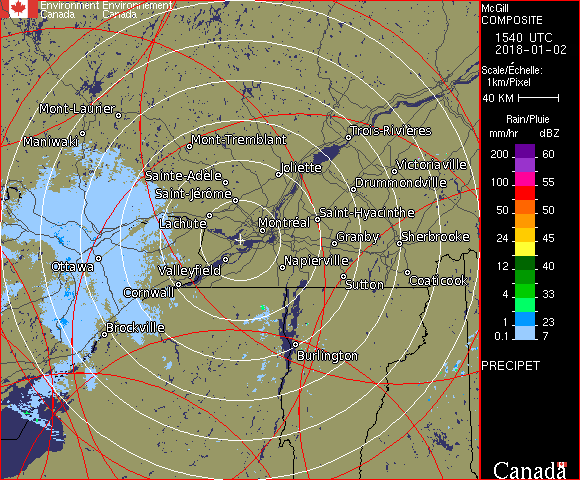 Environment Environnement
Canada Canada
McGill
COMPOSITE
1540 UTC
2018-01-02
Scale/Échelle:
1km/Pixel
40 KM
Rain/Pluie
mm/hr dBZ
200 60
100 55
75 53
50 50
24 45
12 40
4 33
1 23
0.1 7
PRECIPET
Canada
Mont-Laurier
Maniwaki
Mont-Tremblant
Trois-Rivières
Joliette
Victoriaville
Sainte-Adèle
Drummondville
Saint-Jérôme
Saint-Hyacinthe
Lachute
Montréal
Granby
Sherbrooke
Ottawa
Valleyfield
Napierville
Cornwall
Sutton
Coaticook
Brockville
Burlington